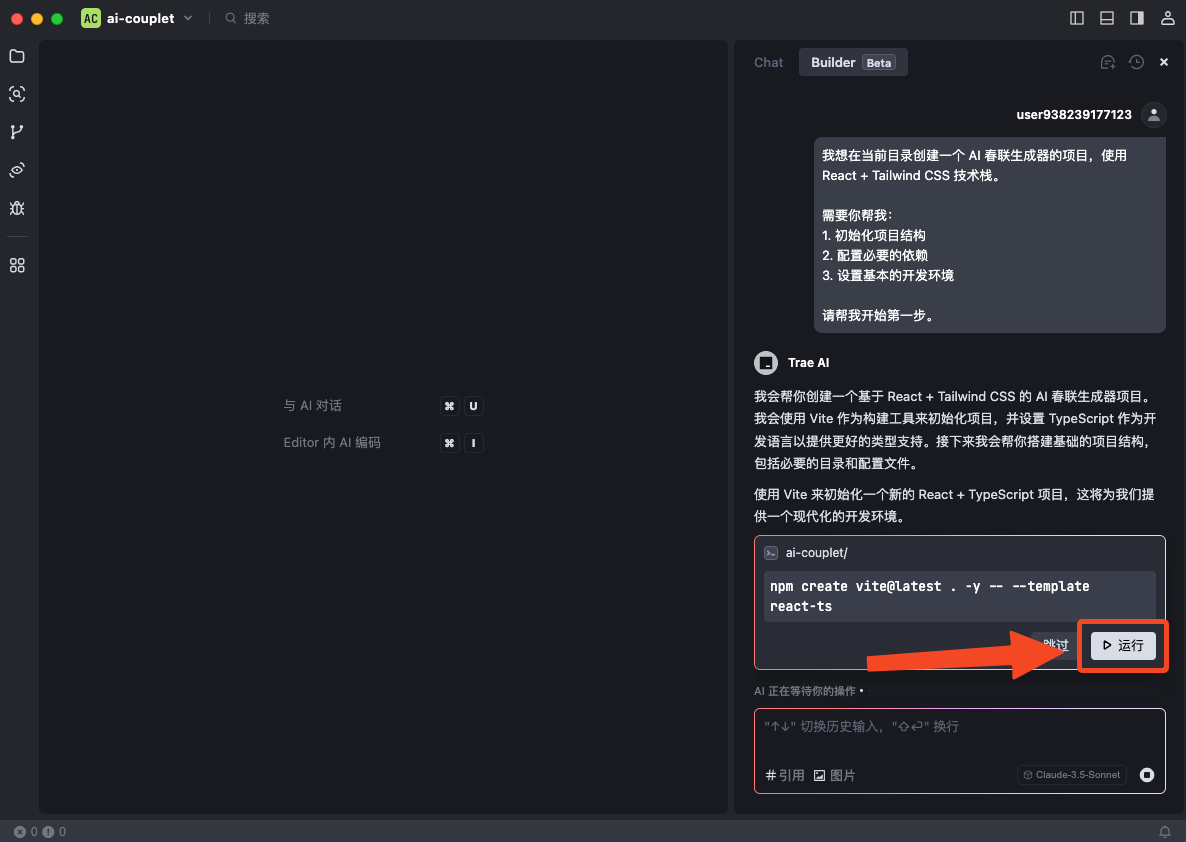 AC ai-couplet
搜索
Chat
Builder Beta
user938239177123
我想在当前目录创建一个 AI 春联生成器的项目，使用
React + Tailwind CSS 技术栈。
需要你帮我：
1. 初始化项目结构
2. 配置必要的依赖
3. 设置基本的开发环境
请帮我开始第一步。
Trae AI
我会帮你创建一个基于 React + Tailwind CSS 的 AI 春联生成器项目。
我会使用 Vite 作为构建工具来初始化项目，并设置 TypeScript 作为开
发语言以提供更好的类型支持。接下来我会帮你搭建基础的项目结构，
包括必要的目录和配置文件。
使用 Vite 来初始化一个新的 React + TypeScript 项目，这将为我们提
供一个现代化的开发环境。
ai-couplet/
npm create vite@latest . -y -- --template
react-ts
跳过
运行
AI 正在等待你的操作
"↑↓" 切换历史输入，"⇧⏎" 换行
# 引用
图片
Claude-3.5-Sonnet
与 AI 对话 ⌘ U
Editor 内 AI 编码 ⌘ I
0 0